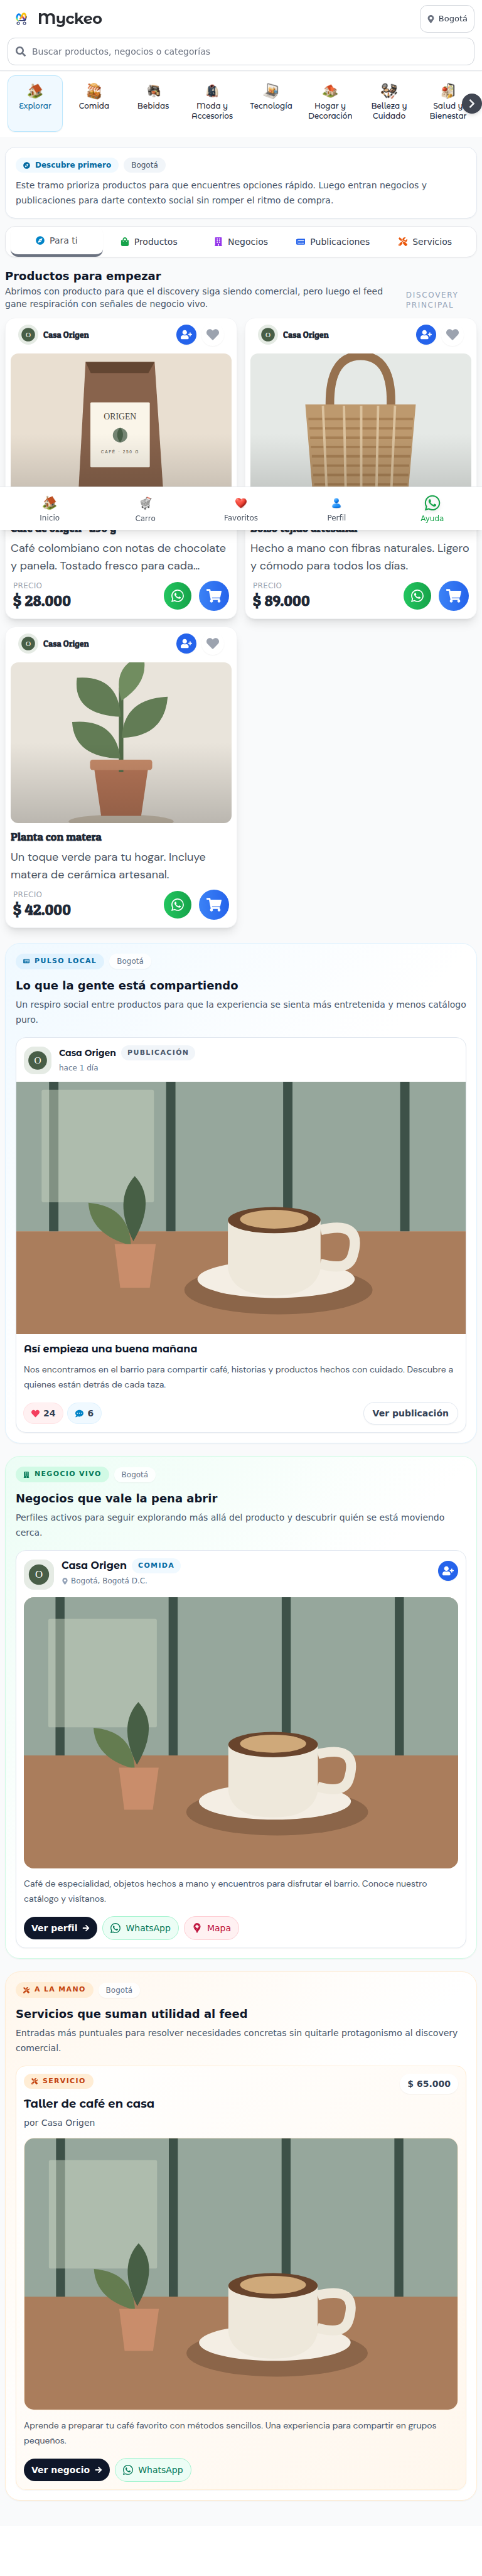 Myckeo
Bogotá
Buscar productos, negocios o categorías
Explorar
Comida
Bebidas
Moda y
Accesorios
Tecnología
Hogar y
Decoración
Belleza y
Cuidado
Salud y
Bienestar
Descubre primero
Bogotá
Este tramo prioriza productos para que encuentres opciones rápido. Luego entran negocios y
publicaciones para darte contexto social sin romper el ritmo de compra.
Para ti
Productos
Negocios
Publicaciones
Servicios
Productos para empezar
Abrimos con producto para que el discovery siga siendo comercial, pero luego el feed
gane respiración con señales de negocio vivo.
DISCOVERY
PRINCIPAL
O
Casa Origen
O
Casa Origen
ORIGEN
CAFÉ · 250 G
Inicio
Carro
Favoritos
Perfil
Ayuda
Café de origen · 250 g
Bolso tejido artesanal
Café colombiano con notas de chocolate
y panela. Tostado fresco para cada...
Hecho a mano con fibras naturales. Ligero
y cómodo para todos los días.
PRECIO
$ 28.000
PRECIO
$ 89.000
O
Casa Origen
Planta con matera
Un toque verde para tu hogar. Incluye
matera de cerámica artesanal.
PRECIO
$ 42.000
PULSO LOCAL
Bogotá
Lo que la gente está compartiendo
Un respiro social entre productos para que la experiencia se sienta más entretenida y menos catálogo
puro.
O
Casa Origen
PUBLICACIÓN
hace 1 día
Así empieza una buena mañana
Nos encontramos en el barrio para compartir café, historias y productos hechos con cuidado. Descubre a
quienes están detrás de cada taza.
24
6
Ver publicación
NEGOCIO VIVO
Bogotá
Negocios que vale la pena abrir
Perfiles activos para seguir explorando más allá del producto y descubrir quién se está moviendo
cerca.
O
Casa Origen
COMIDA
Bogotá, Bogotá D.C.
Café de especialidad, objetos hechos a mano y encuentros para disfrutar el barrio. Conoce nuestro
catálogo y visítanos.
Ver perfil
WhatsApp
Mapa
A LA MANO
Bogotá
Servicios que suman utilidad al feed
Entradas más puntuales para resolver necesidades concretas sin quitarle protagonismo al discovery
comercial.
SERVICIO
$ 65.000
Taller de café en casa
por Casa Origen
Aprende a preparar tu café favorito con métodos sencillos. Una experiencia para compartir en grupos
pequeños.
Ver negocio
WhatsApp